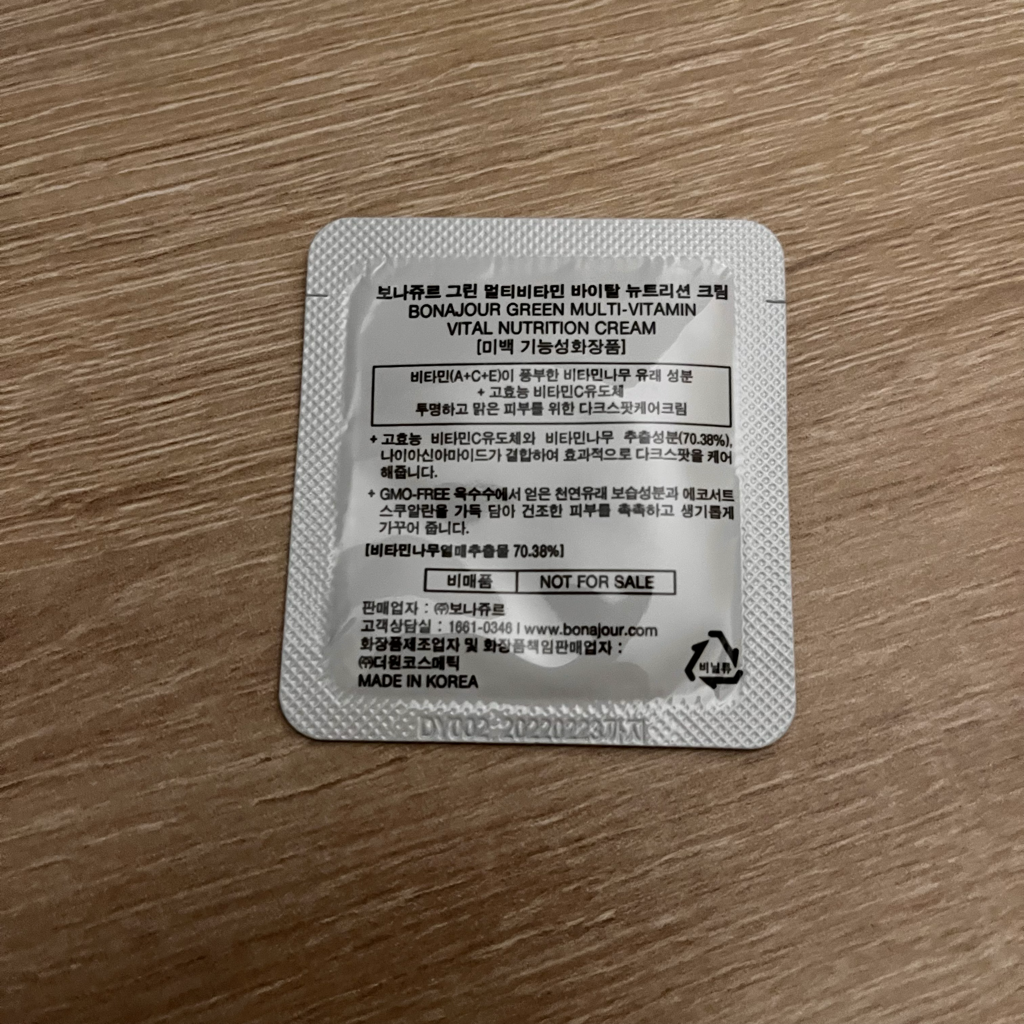 보나쥬르 그린 멀티비타민 바이탈 뉴트리션 크림
BONAJOUR GREEN MULTI-VITAMIN
VITAL NUTRITION CREAM
[미백 기능성화장품]
비타민(A+C+E)이 풍부한 비타민나무 유래 성분
+ 고효능 비타민C유도체
투명하고 맑은 피부를 위한 다크스팟케어크림
+ 고효능 비타민C유도체와 비타민나무 추출성분(70.38%),
나이아신아마이드가 결합하여 효과적으로 다크스팟을 케어
해줍니다.
+ GMO-FREE 옥수수에서 얻은 천연유래 보습성분과 에코서트
스쿠알란을 가득 담아 건조한 피부를 촉촉하고 생기롭게
가꾸어 줍니다.
[비타민나무열매추출물 70.38%]
비매품 NOT FOR SALE
판매업자 : ㈜보나쥬르
고객상담실 : 1661-0346 I www.bonajour.com
화장품제조업자 및 화장품책임판매업자 :
㈜더원코스메틱
MADE IN KOREA
비닐류
DYT02 20220223까지